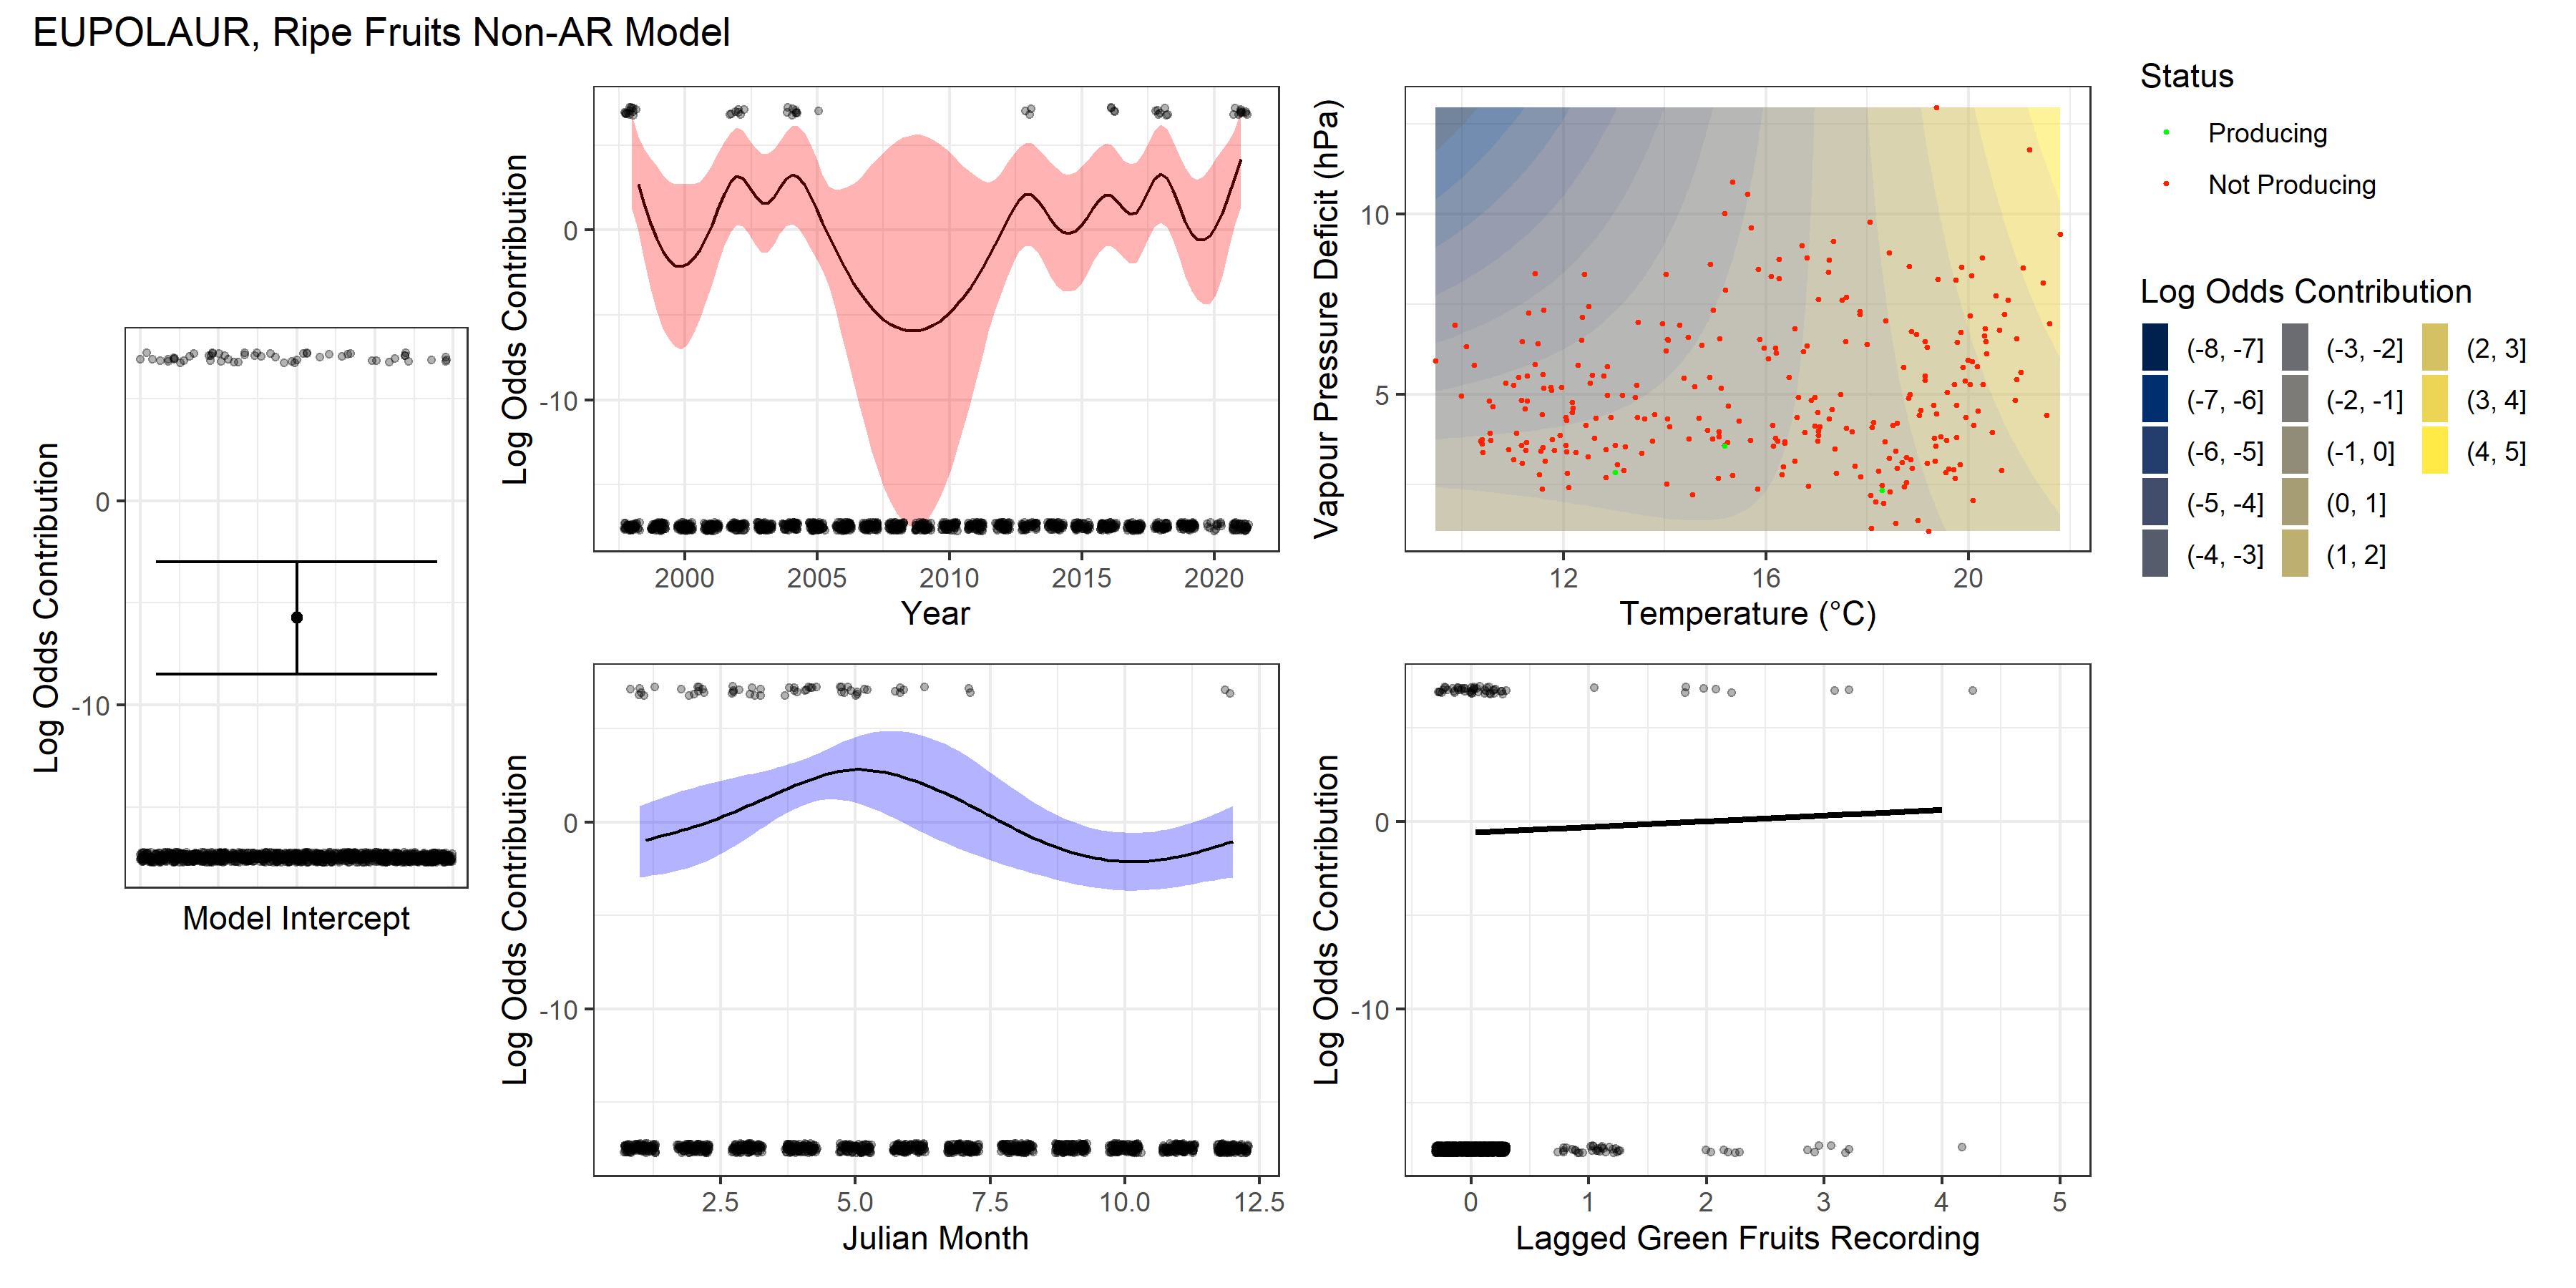 EUPOLAUR, Ripe Fruits Non-AR Model
Log Odds Contribution
0
-10
Model Intercept
Log Odds Contribution
0
-10
2000
2005
2010
2015
2020
Year
Vapour Pressure Deficit (hPa)
10
5
12
16
20
Temperature (°C)
Log Odds Contribution
0
-10
2.5
5.0
7.5
10.0
12.5
Julian Month
Log Odds Contribution
0
-10
0
1
2
3
4
5
Lagged Green Fruits Recording
Status
Producing
Not Producing
Log Odds Contribution
(-8, -7]
(-7, -6]
(-6, -5]
(-5, -4]
(-4, -3]
(-3, -2]
(-2, -1]
(-1, 0]
(0, 1]
(1, 2]
(2, 3]
(3, 4]
(4, 5]